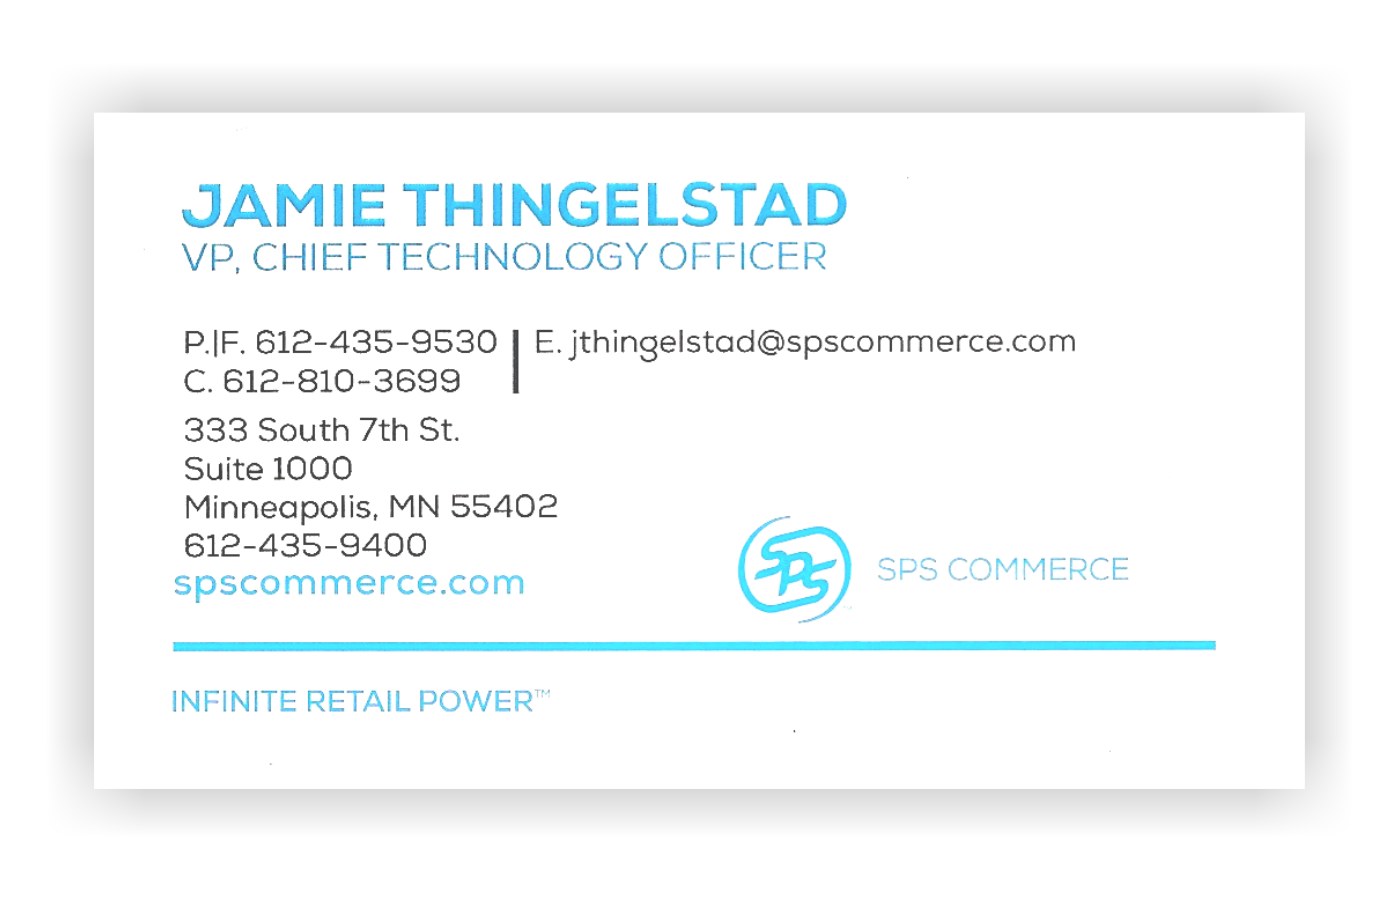 JAMIE THINGELSTAD
VP, CHIEF TECHNOLOGY OFFICER
P.|F. 612-435-9530 | E. jthingelstad@spscommerce.com
C. 612-810-3699
333 South 7th St.
Suite 1000
Minneapolis, MN 55402
612-435-9400
spscommerce.com
SPS SPS COMMERCE
INFINITE RETAIL POWER™